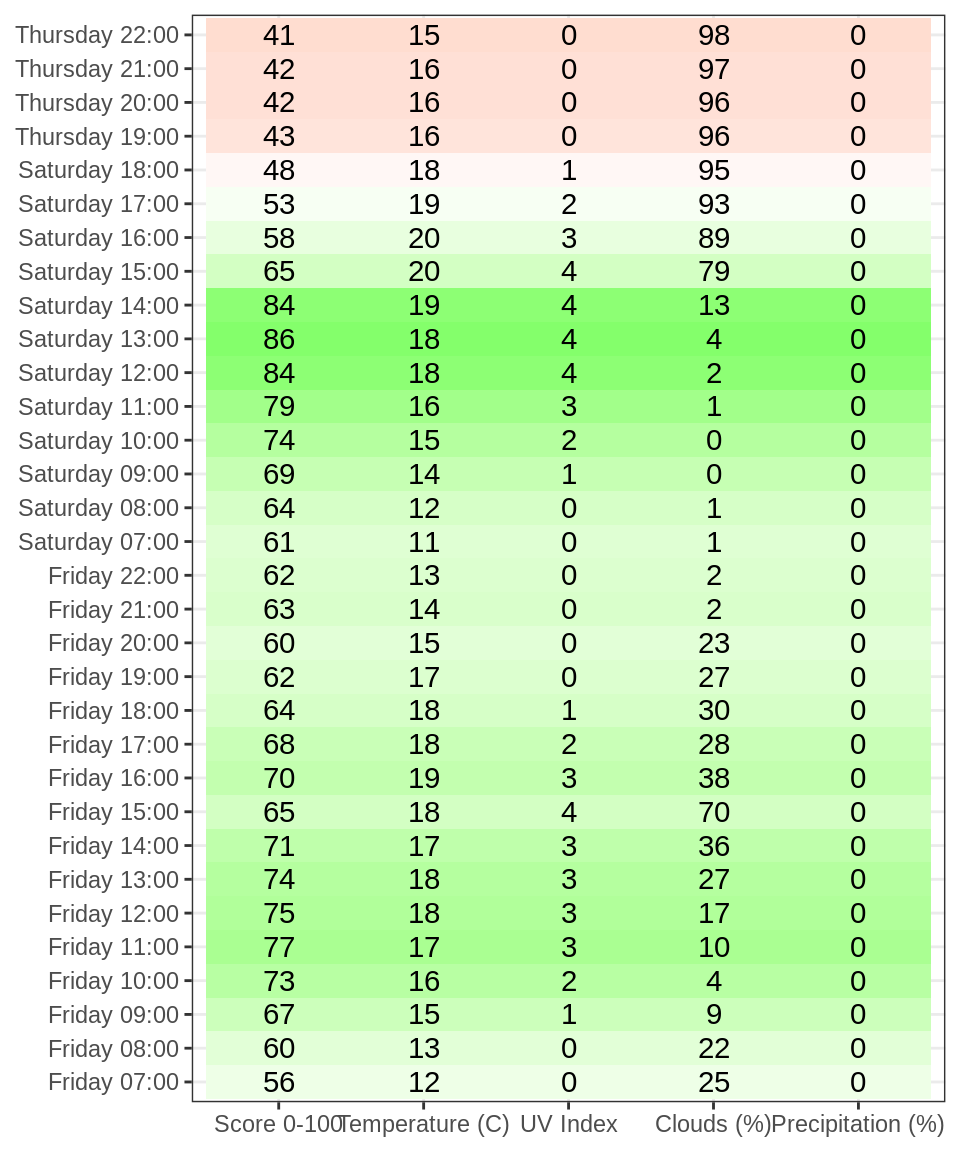 Thursday 22:00 41 15 0 98 0
Thursday 21:00 42 16 0 97 0
Thursday 20:00 42 16 0 96 0
Thursday 19:00 43 16 0 96 0
Saturday 18:00 48 18 1 95 0
Saturday 17:00 53 19 2 93 0
Saturday 16:00 58 20 3 89 0
Saturday 15:00 65 20 4 79 0
Saturday 14:00 84 19 4 13 0
Saturday 13:00 86 18 4 4 0
Saturday 12:00 84 18 4 2 0
Saturday 11:00 79 16 3 1 0
Saturday 10:00 74 15 2 0 0
Saturday 09:00 69 14 1 0 0
Saturday 08:00 64 12 0 1 0
Saturday 07:00 61 11 0 1 0
Friday 22:00 62 13 0 2 0
Friday 21:00 63 14 0 2 0
Friday 20:00 60 15 0 23 0
Friday 19:00 62 17 0 27 0
Friday 18:00 64 18 1 30 0
Friday 17:00 68 18 2 28 0
Friday 16:00 70 19 3 38 0
Friday 15:00 65 18 4 70 0
Friday 14:00 71 17 3 36 0
Friday 13:00 74 18 3 27 0
Friday 12:00 75 18 3 17 0
Friday 11:00 77 17 3 10 0
Friday 10:00 73 16 2 4 0
Friday 09:00 67 15 1 9 0
Friday 08:00 60 13 0 22 0
Friday 07:00 56 12 0 25 0
Score 0-100 Temperature (C) UV Index Clouds (%) Precipitation (%)